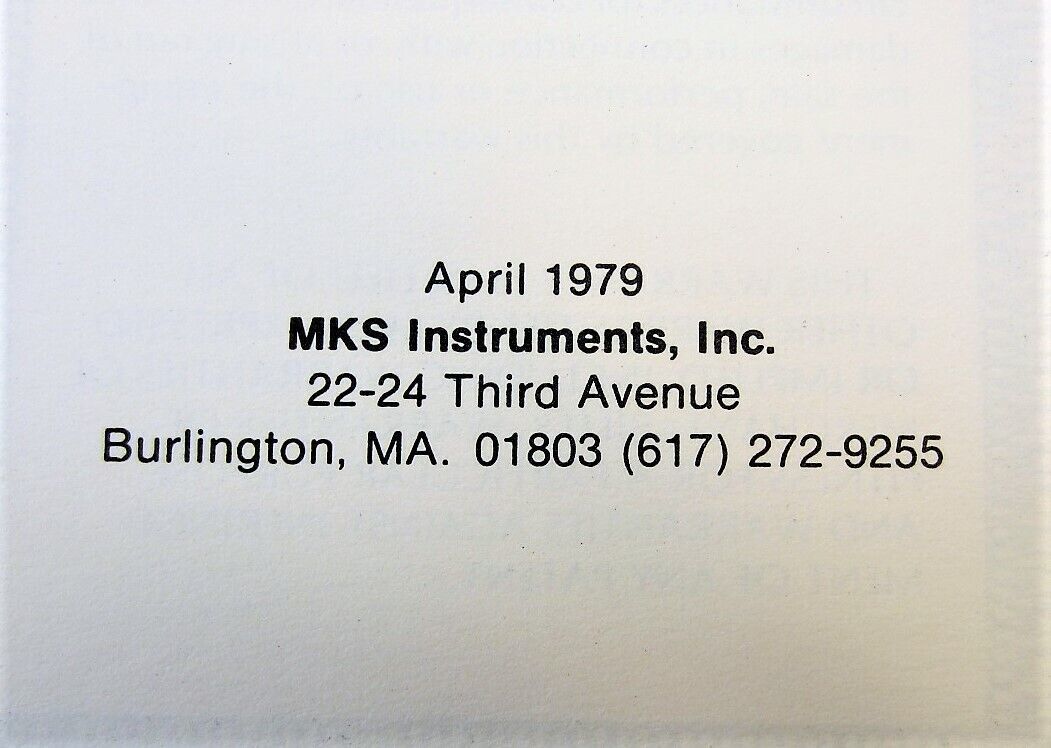 April 1979
MKS Instruments, Inc.
22-24 Third Avenue
Burlington, MA. 01803 (617) 272-9255